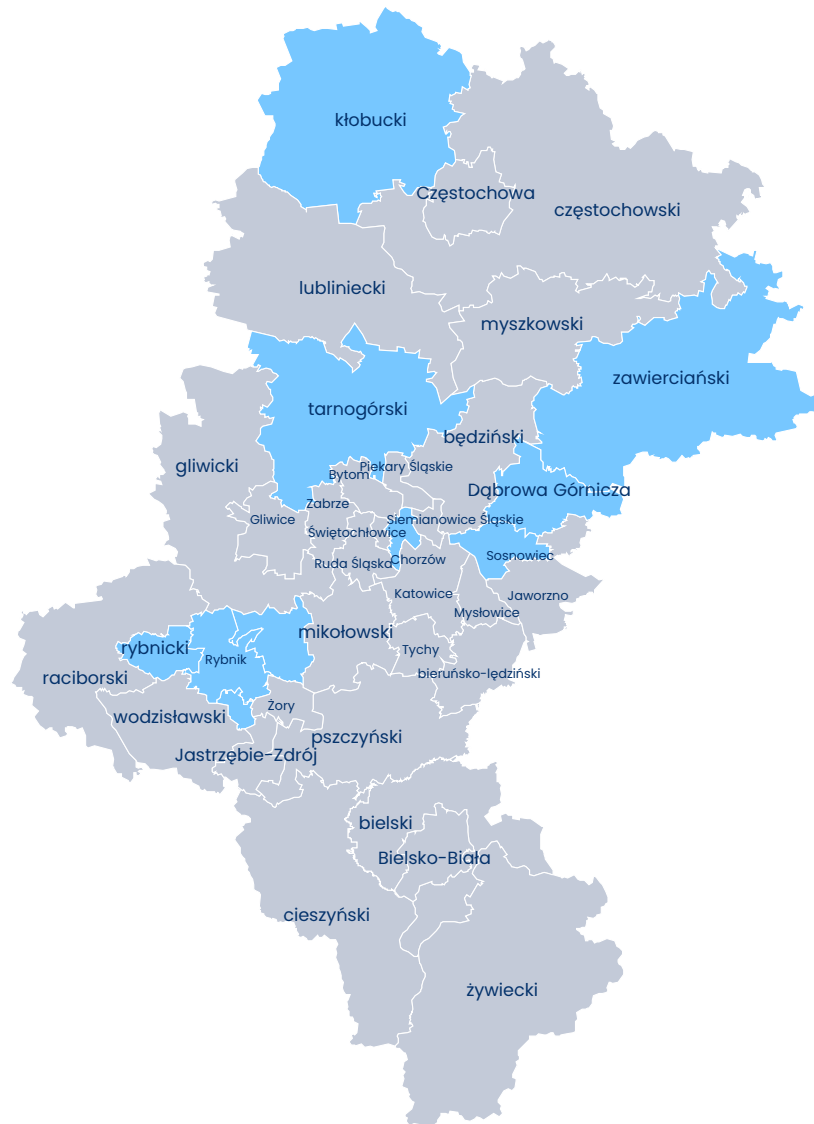 kłobucki
Częstochowa
częstochowski
lubliniecki
myszkowski
zawierciański
tarnogórski
będziński
gliwicki
Piekary Śląskie
Bytom
Dąbrowa Górnicza
Zabrze
Gliwice
Siemianowice Śląskie
Świętochłowice
Sosnowiec
Chorzów
Ruda Śląska
Katowice
Jaworzno
Mysłowice
mikołowski
rybnicki
Tychy
Rybnik
bieruńsko-lędziński
raciborski
Żory
wodzisławski
pszczyński
Jastrzębie-Zdrój
bielski
Bielsko-Biała
cieszyński
żywiecki